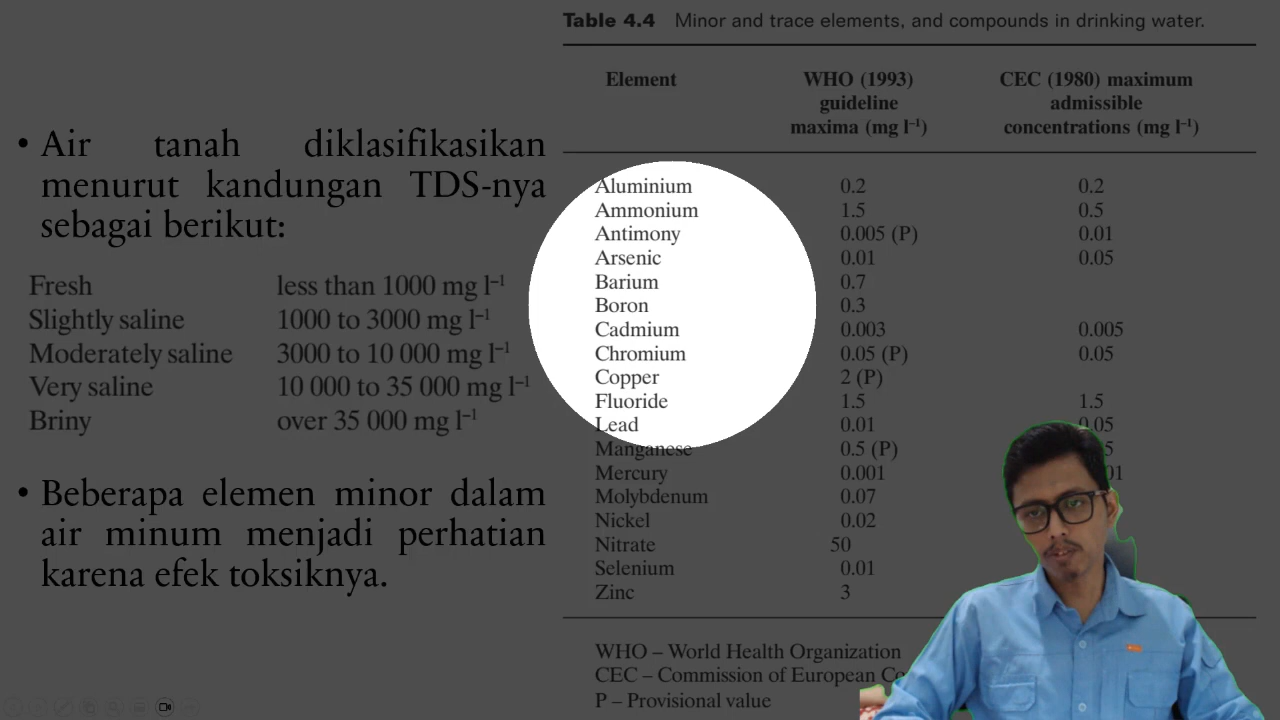 • Air tanah diklasifikasikan
menurut kandungan TDS-nya
sebagai berikut:
Fresh less than 1000 mg l⁻¹
Slightly saline 1000 to 3000 mg l⁻¹
Moderately saline 3000 to 10 000 mg l⁻¹
Very saline 10 000 to 35 000 mg l⁻¹
Briny over 35 000 mg l⁻¹
• Beberapa elemen minor dalam
air minum menjadi perhatian
karena efek toksiknya.
Table 4.4 Minor and trace elements, and compounds in drinking water.
Element WHO (1993) CEC (1980) maximum
guideline admissible
maxima (mg l⁻¹) concentrations (mg l⁻¹)
Aluminium 0.2 0.2
Ammonium 1.5 0.5
Antimony 0.005 (P) 0.01
Arsenic 0.01 0.05
Barium 0.7
Boron 0.3
Cadmium 0.003 0.005
Chromium 0.05 (P) 0.05
Copper 2 (P)
Fluoride 1.5 1.5
Lead 0.01 0.05
Manganese 0.5 (P)
Mercury 0.001
Molybdenum 0.07
Nickel 0.02
Nitrate 50
Selenium 0.01
Zinc 3
WHO – World Health Organization
CEC – Commission of European
P – Provisional value